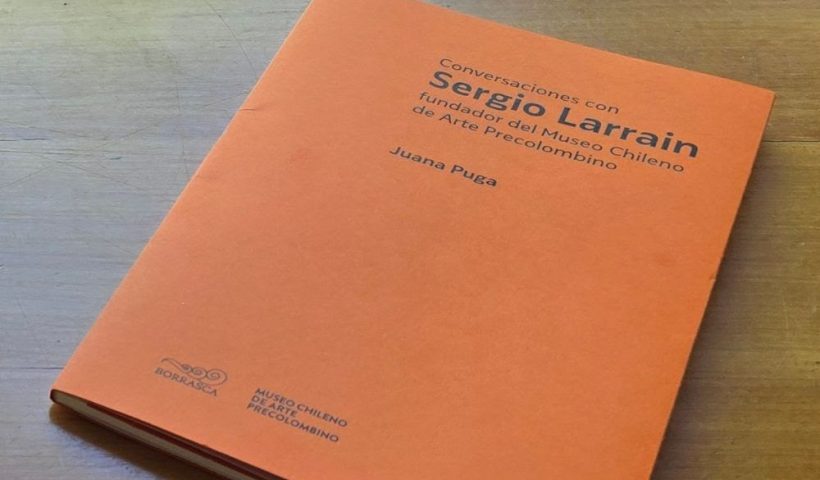 Conversaciones con
Sergio Larrain
fundador del Museo Chileno
de Arte Precolombino
Juana Puga
BORRASCA
MUSEO CHILENO
DE ARTE
PRECOLOMBINO